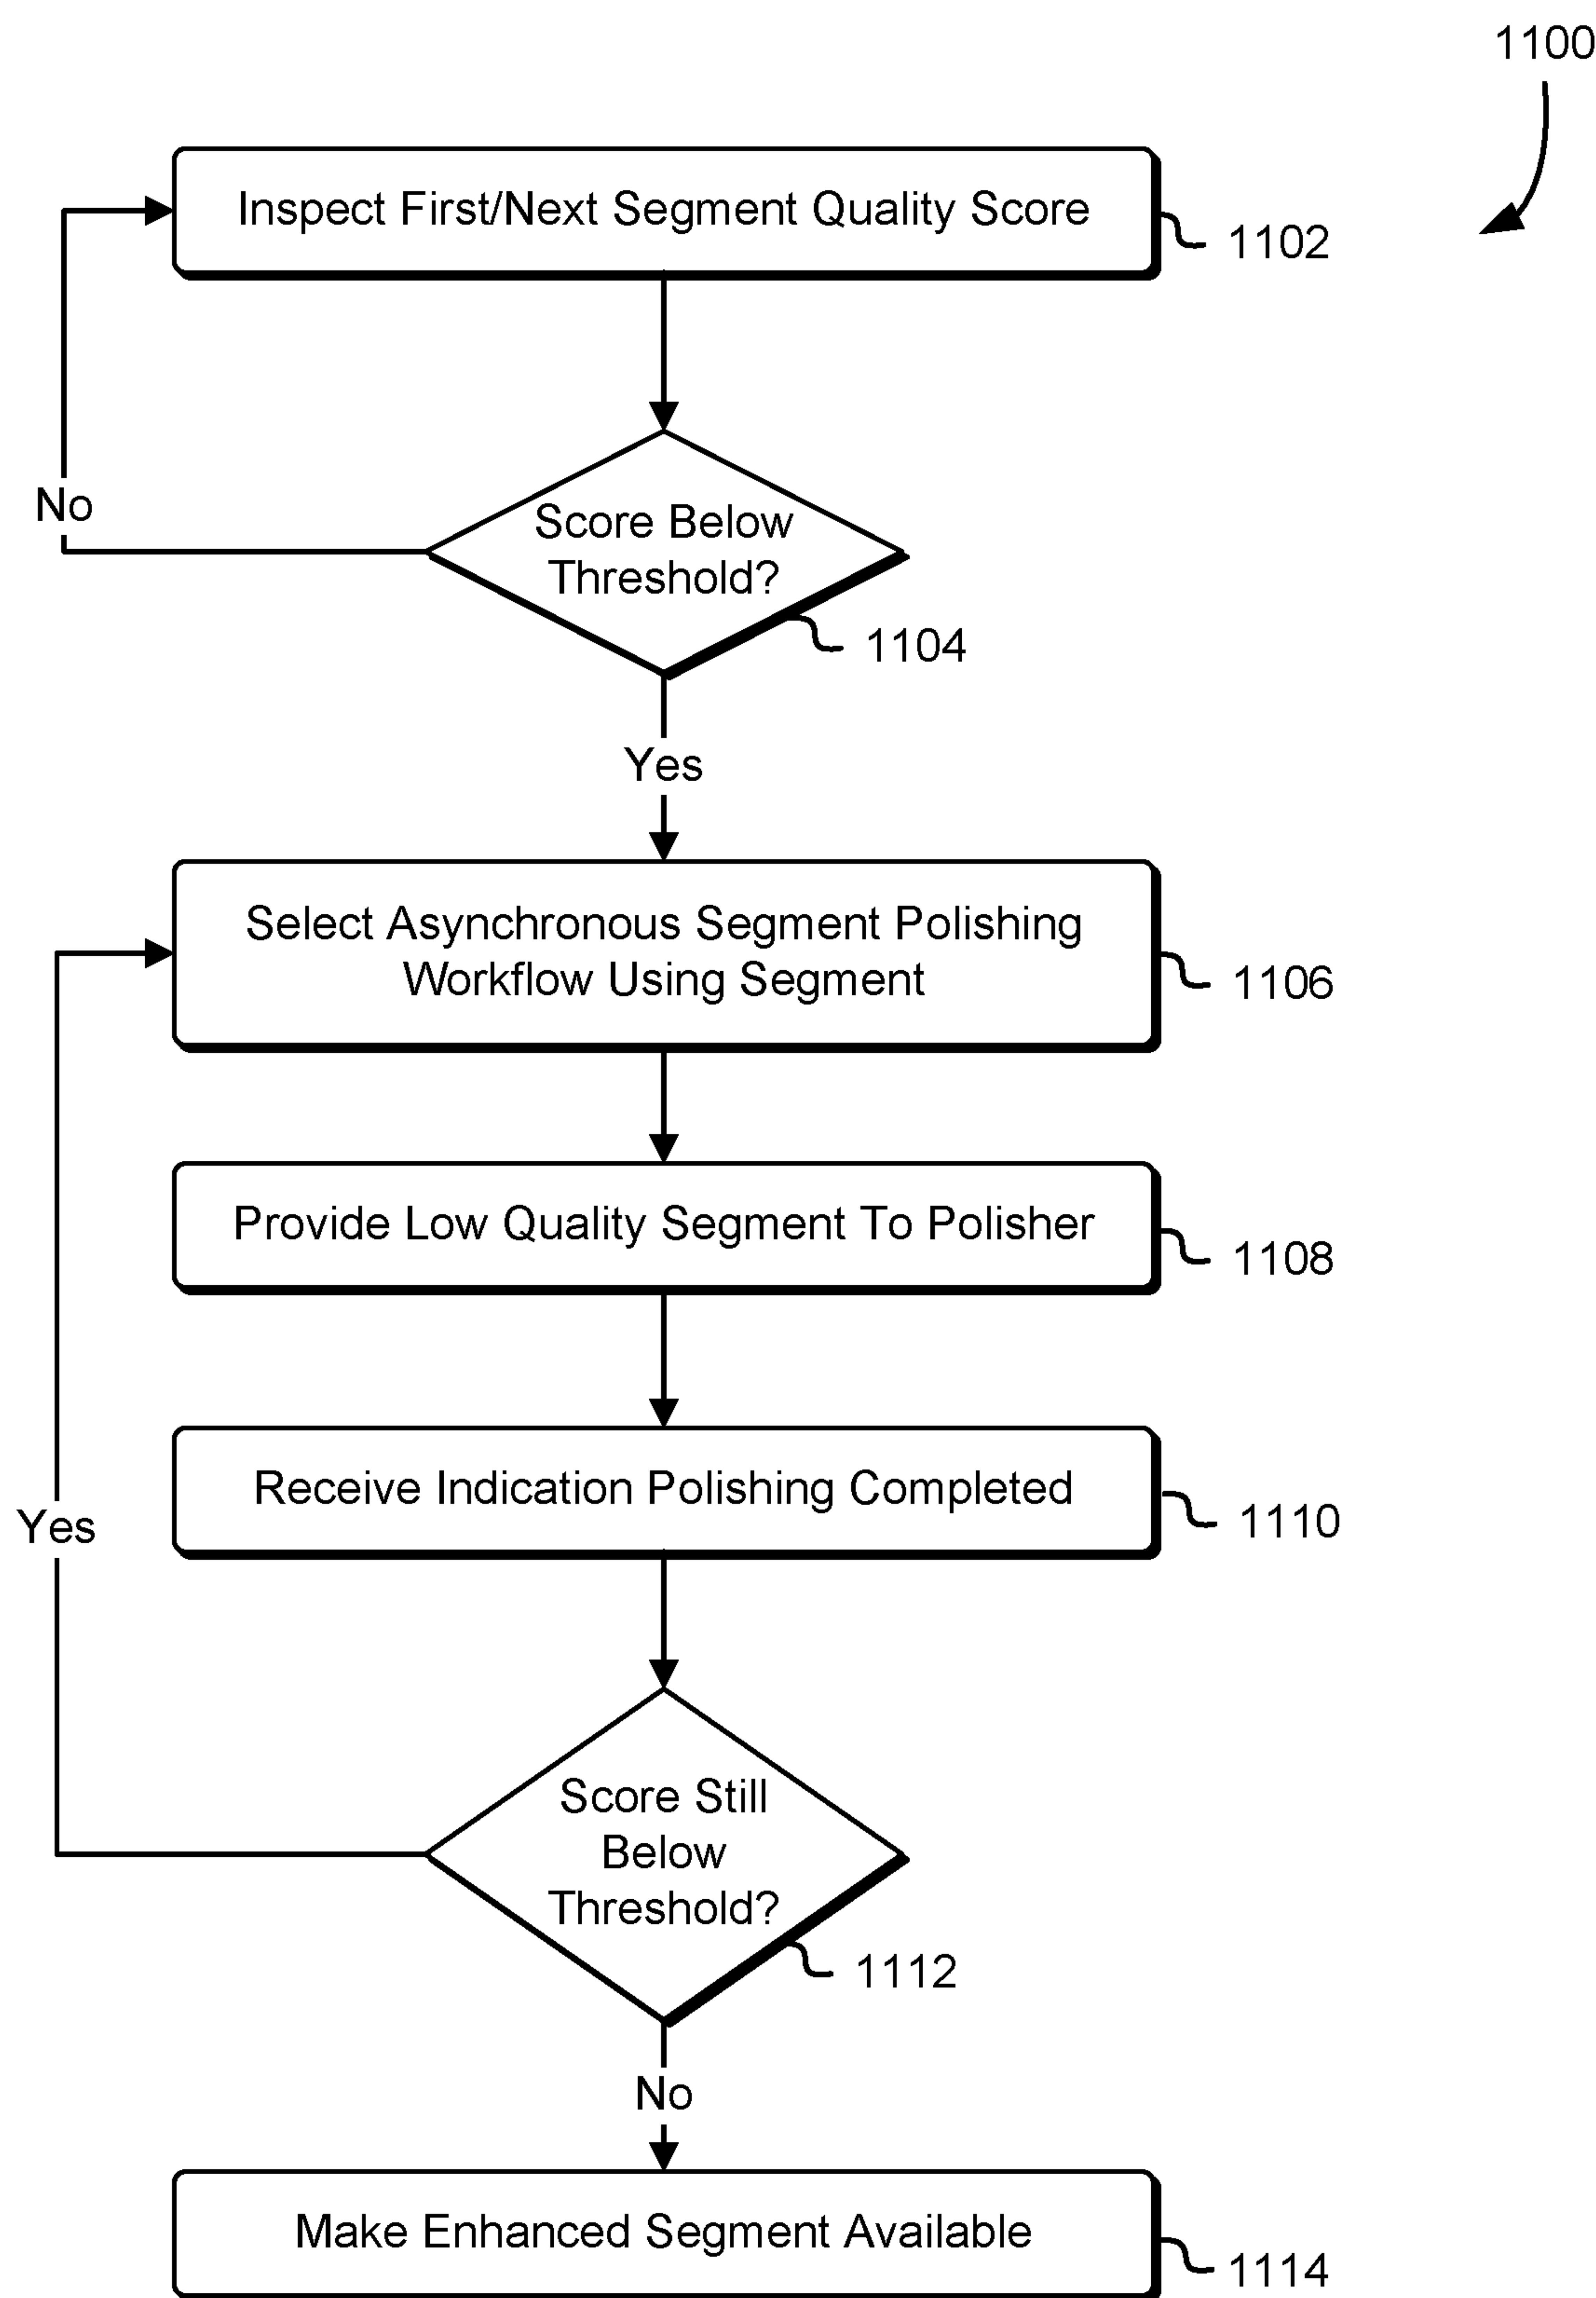 1100
Inspect First/Next Segment Quality Score
1102
No
Score Below
Threshold?
1104
Yes
Select Asynchronous Segment Polishing
Workflow Using Segment
1106
Provide Low Quality Segment To Polisher
1108
Receive Indication Polishing Completed
1110
Yes
Score Still
Below
Threshold?
1112
No
Make Enhanced Segment Available
1114